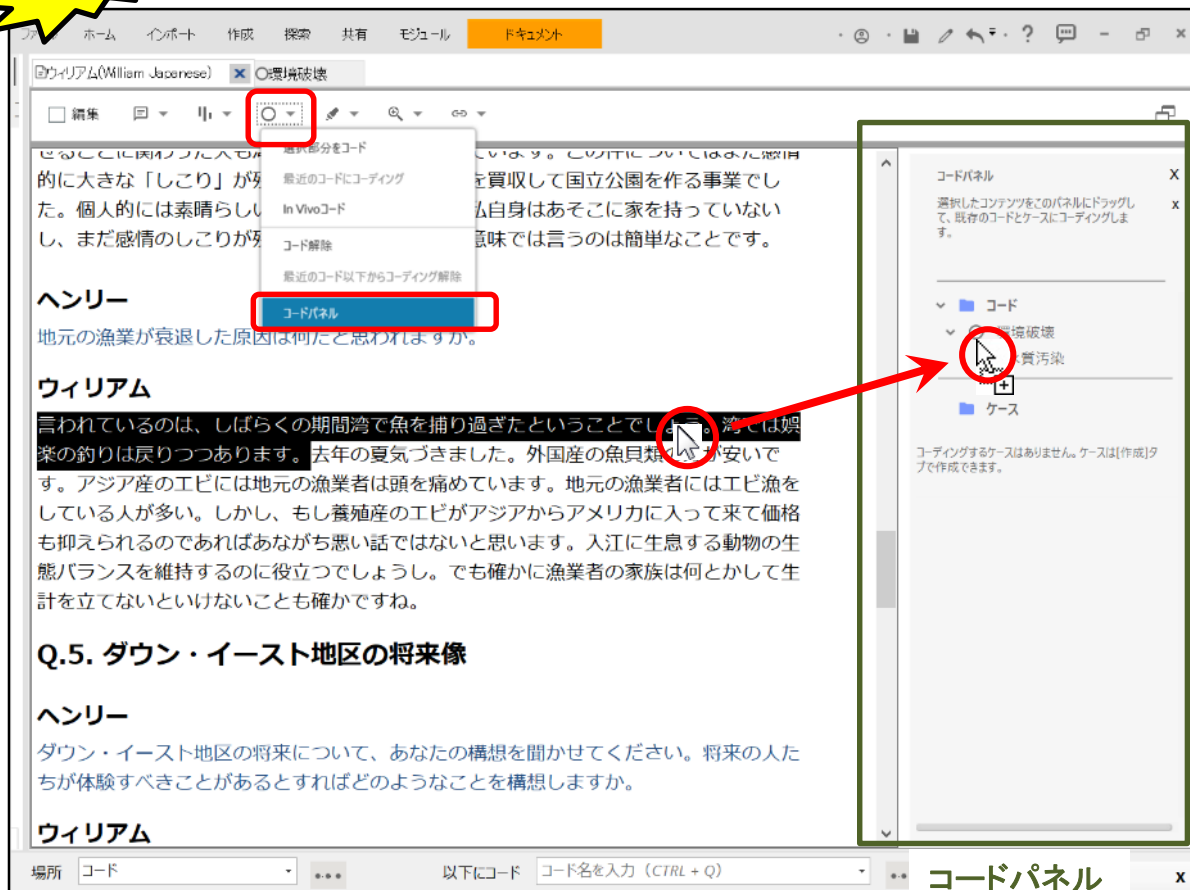 ホーム インポート 作成 探索 共有 モジュール ドキュメント
ウィリアム(William Japanese) 環境破壊
編集
選択部分をコード
最近のコードにコーディング
In Vivoコード
コード解除
最近のコード以下からコーディング解除
コードパネル
的に大きな「しこり」が を買収して国立公園を作る事業でし
た。個人的には素晴らしい 私自身はあそこに家を持っていない
し、まだ感情のしこりが 意味では言うのは簡単なことです。
ヘンリー
地元の漁業が衰退した原因は何だと思われますか。
ウィリアム
言われているのは、しばらくの期間湾で魚を捕り過ぎたということでしょう。湾では娯
楽の釣りは戻りつつあります。去年の夏気づきました。外国産の魚貝類 が安いで
す。アジア産のエビには地元の漁業者は頭を痛めています。地元の漁業者にはエビ漁を
している人が多い。しかし、もし養殖産のエビがアジアからアメリカに入って来て価格
も抑えられるのであればあながち悪い話ではないと思います。入江に生息する動物の生
態バランスを維持するのに役立つでしょうし。でも確かに漁業者の家族は何とかして生
計を立てないといけないことも確かですね。
Q.5. ダウン・イースト地区の将来像
ヘンリー
ダウン・イースト地区の将来について、あなたの構想を聞かせてください。将来の人た
ちが体験すべきことがあるとすればどのようなことを構想しますか。
ウィリアム
コードパネル
選択したコンテンツをこのパネルにドラッグし
て、既存のコードとケースにコーディングしま
す。
コード
環境破壊
水質汚染
ケース
コーディングするケースはありません。ケースは[作成]タ
ブで作成できます。
場所 コード 以下にコード コード名を入力 (CTRL + Q)
コードパネル